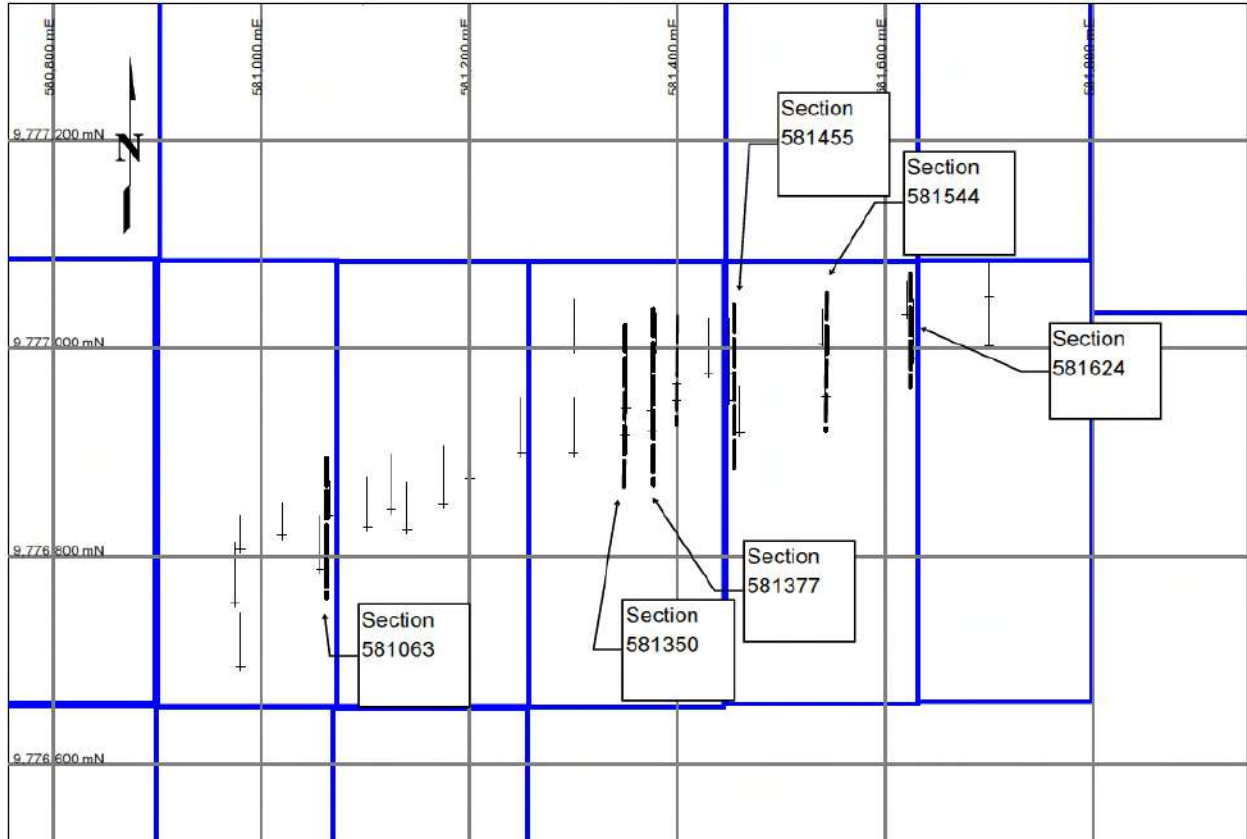 580,800 mE
581,000 mE
581,200 mE
581,400 mE
581,600 mE
581,800 mE
N
9,777,200 mN
9,777,000 mN
9,776,800 mN
9,776,600 mN
Section
581455
Section
581544
Section
581624
Section
581377
Section
581350
Section
581063